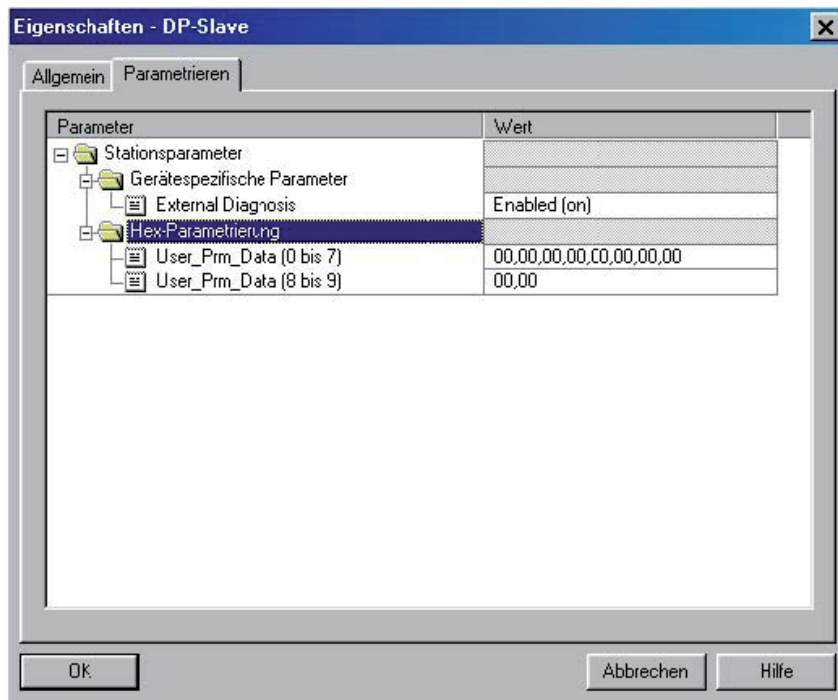 Eigenschaften - DP-Slave
Allgemein Parametrieren
Parameter Wert
Stationsparameter
Gerätespezifische Parameter
External Diagnosis Enabled (on)
Hex-Parametrierung
User_Prm_Data (0 bis 7) 00,00,00,00,00,00,00,00
User_Prm_Data (8 bis 9) 00,00
OK Abbrechen Hilfe